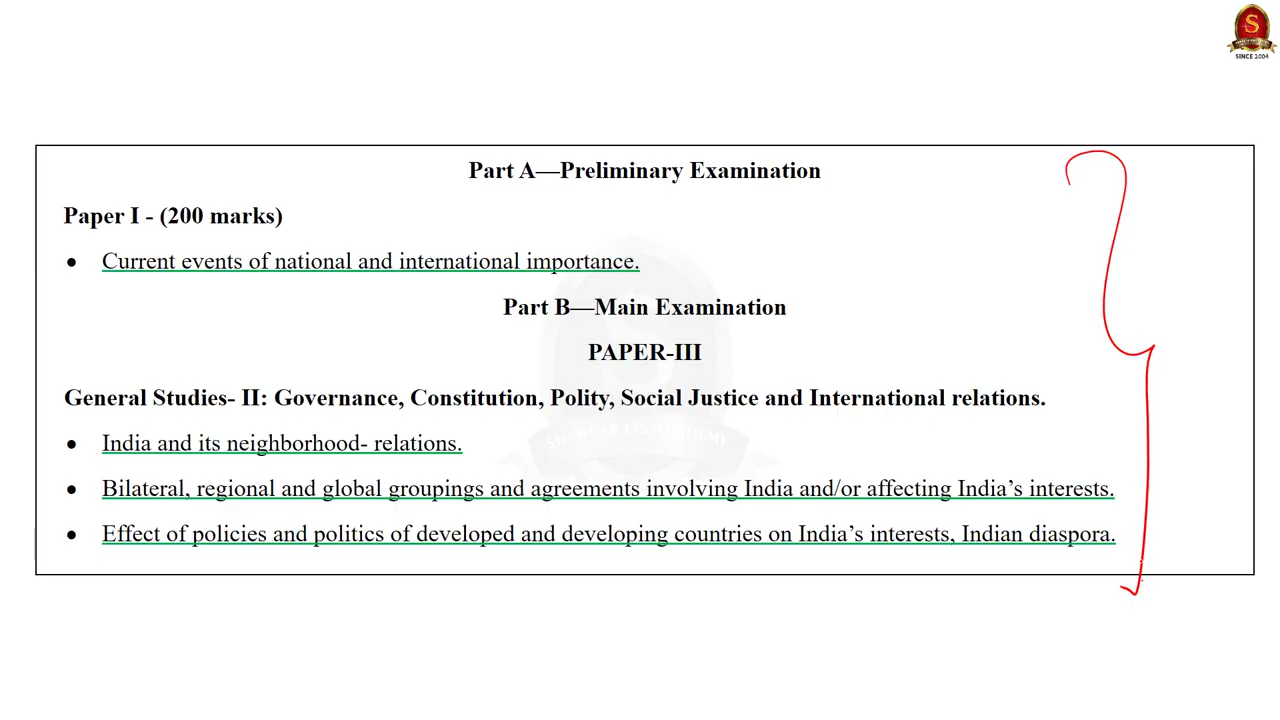 S
SINCE 2004
Part A—Preliminary Examination
Paper I - (200 marks)
● Current events of national and international importance.
Part B—Main Examination
PAPER-III
General Studies- II: Governance, Constitution, Polity, Social Justice and International relations.
SHANKAR IAS ACADEMY
● India and its neighborhood- relations.
● Bilateral, regional and global groupings and agreements involving India and/or affecting India’s interests.
● Effect of policies and politics of developed and developing countries on India’s interests, Indian diaspora.